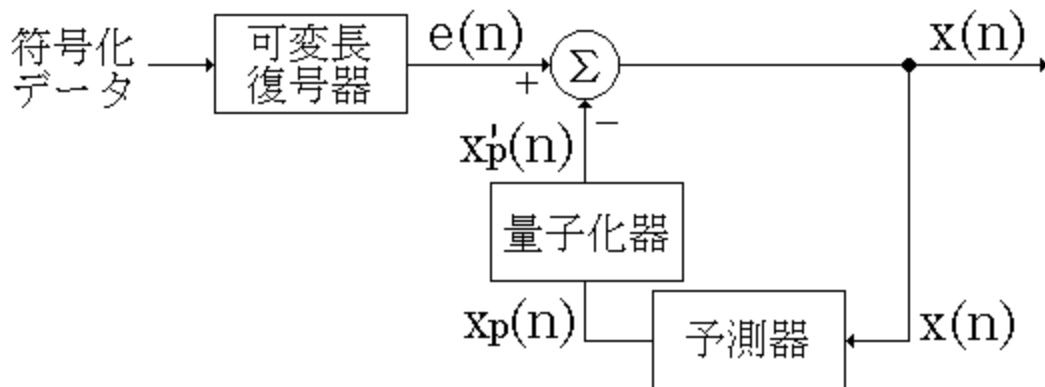 符号化
データ
可変長
復号器
e(n)
+
Σ
−
x(n)
x'p(n)
量子化器
xp(n)
予測器
x(n)